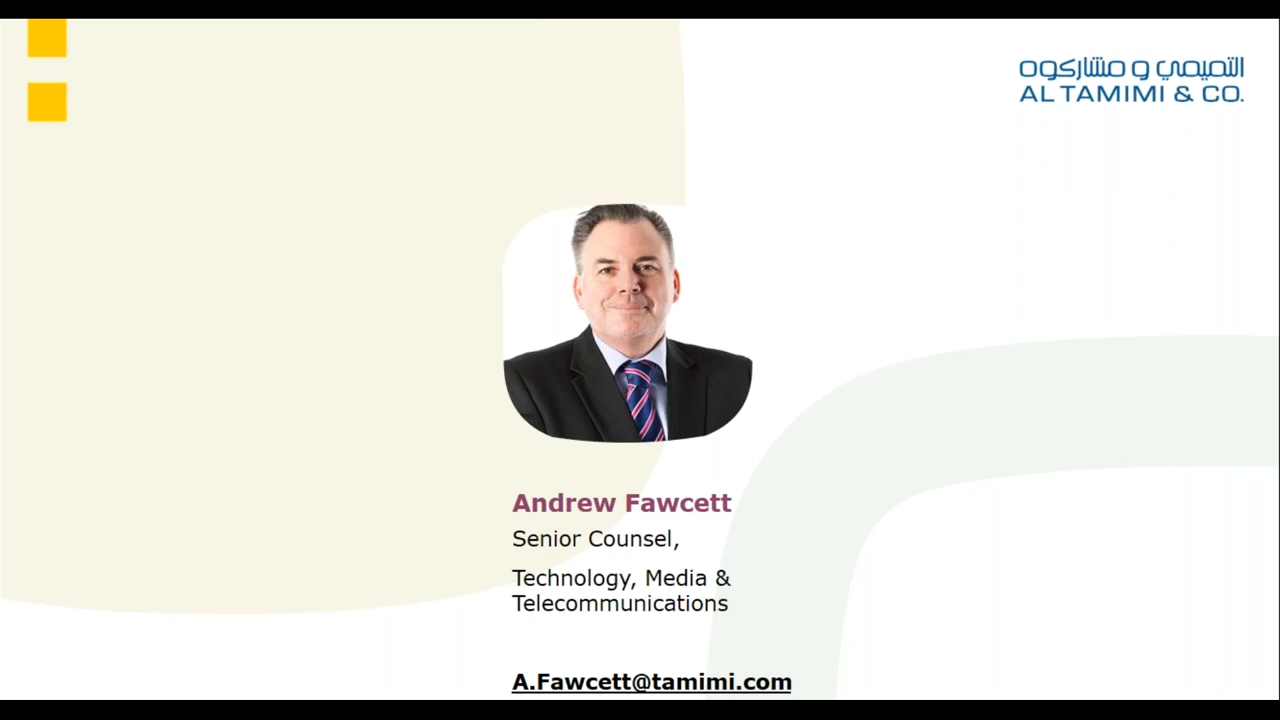 التميمي و مشاركوه
AL TAMIMI & CO.
Andrew Fawcett
Senior Counsel,
Technology, Media &
Telecommunications
A.Fawcett@tamimi.com